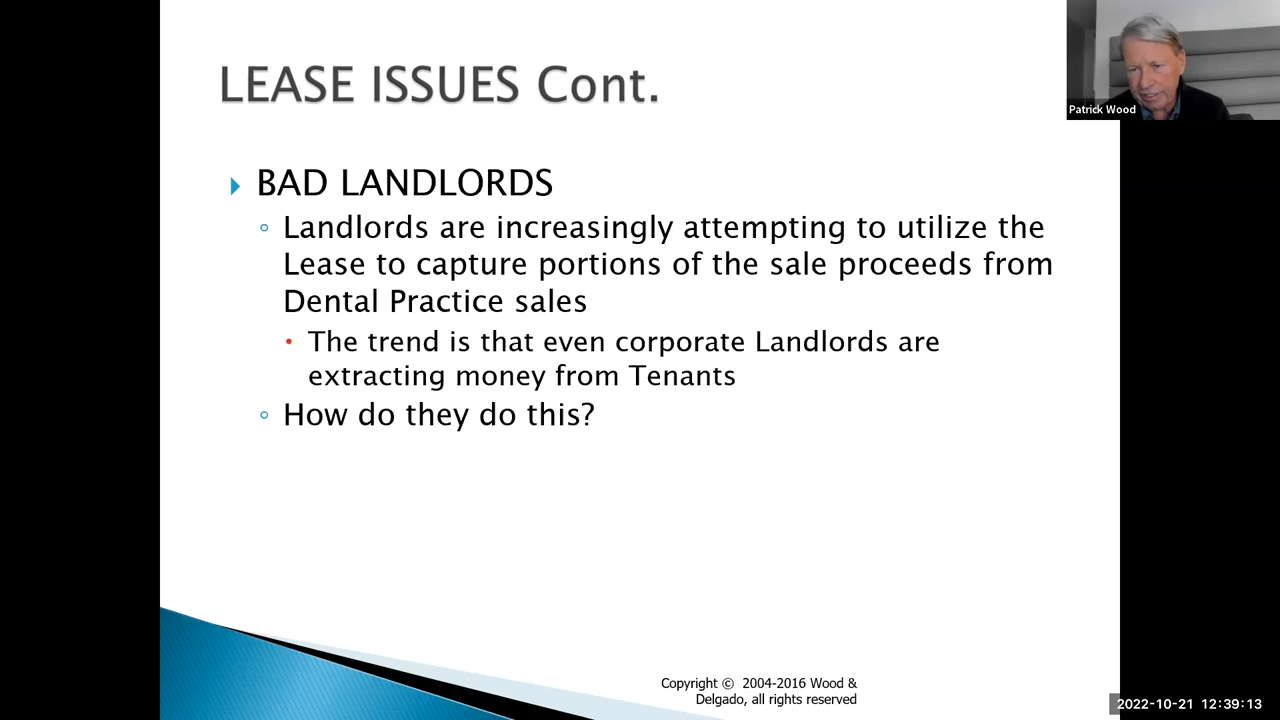 LEASE ISSUES Cont.
Patrick Wood
BAD LANDLORDS
Landlords are increasingly attempting to utilize the
Lease to capture portions of the sale proceeds from
Dental Practice sales
The trend is that even corporate Landlords are
extracting money from Tenants
How do they do this?
Copyright © 2004-2016 Wood &
Delgado, all rights reserved
2022-10-21 12:39:13